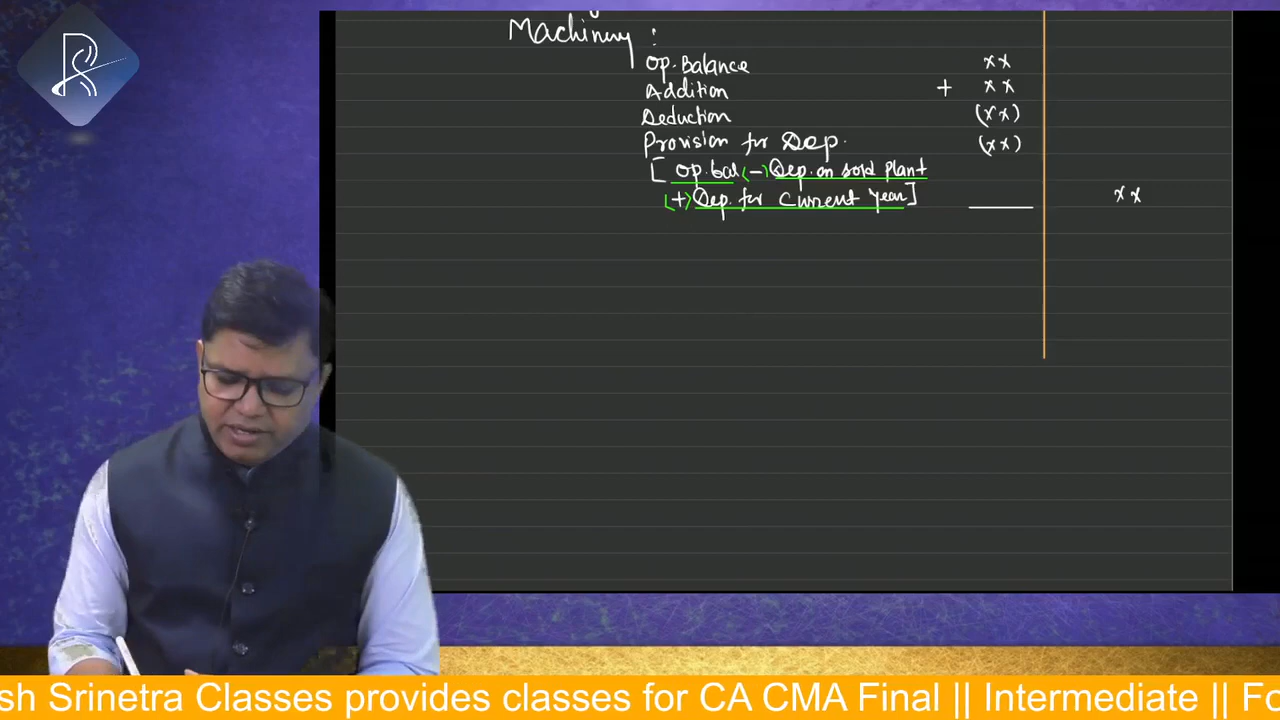 Machinery :
Op. Balance xx
Addition + xx
Deduction (xx)
Provision for Dep. (xx)
[ Op. bal (-) Dep. on sold plant
(+) Dep. for Current Year] xx
sh Srinetra Classes provides classes for CA CMA Final || Intermediate || Fo